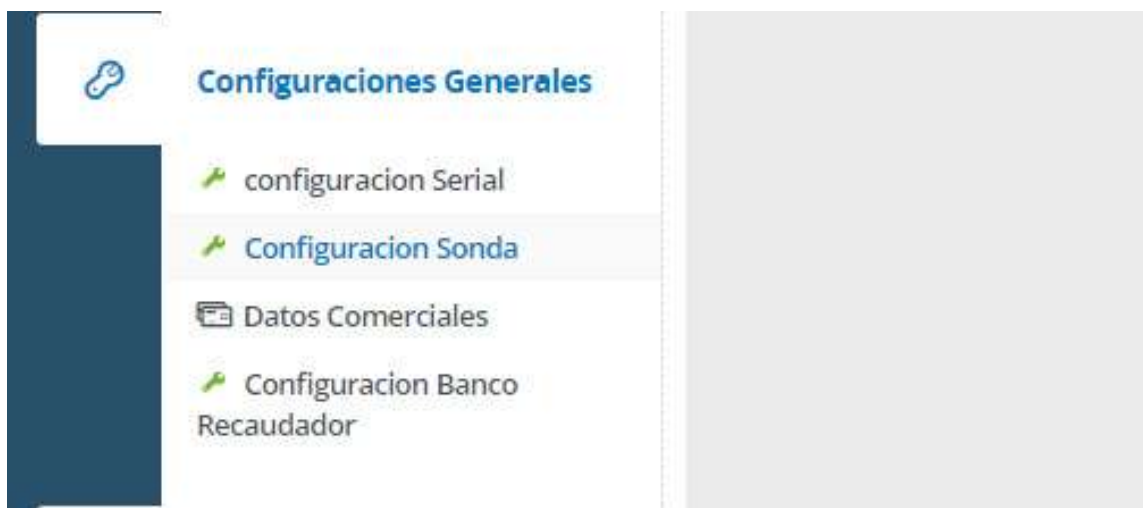 Configuraciones Generales
configuracion Serial
Configuracion Sonda
Datos Comerciales
Configuracion Banco
Recaudador